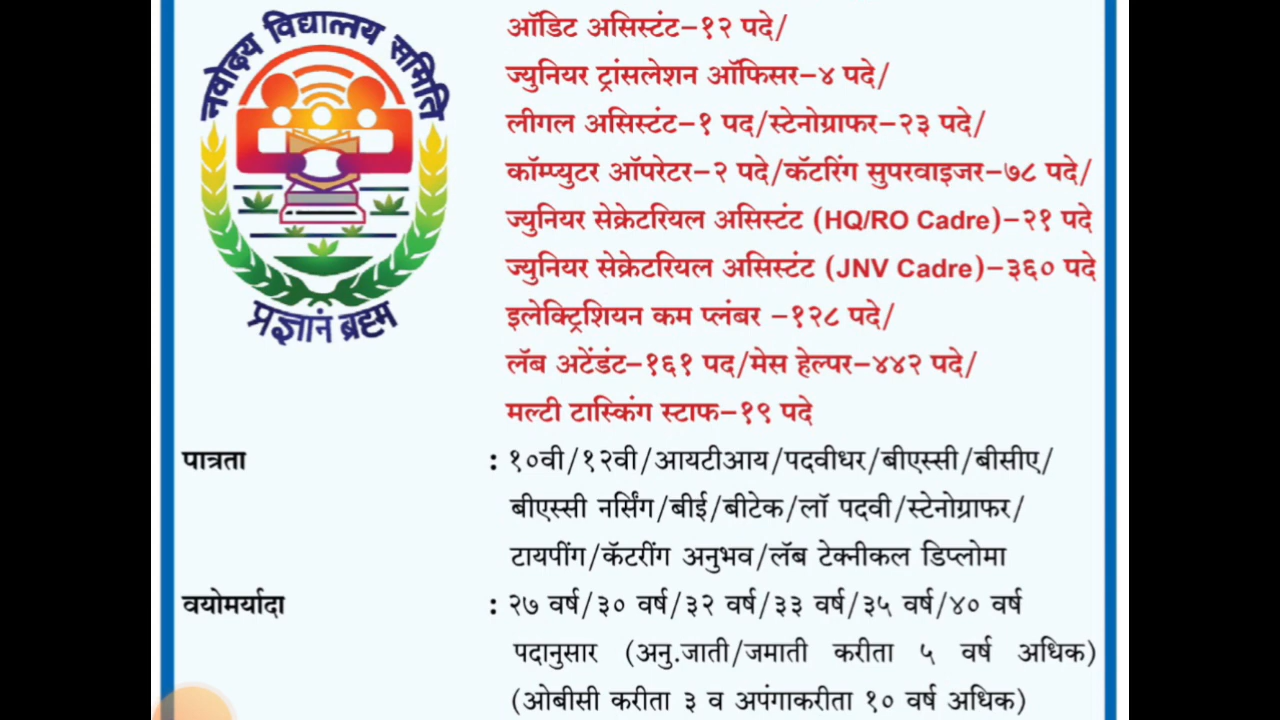 नवोदय विद्यालय समिति
प्रज्ञानं ब्रह्म
ऑडिट असिस्टंट–१२ पदे/
ज्युनियर ट्रांसलेशन ऑफिसर–४ पदे/
लीगल असिस्टंट–१ पद/स्टेनोग्राफर–२३ पदे/
कॉम्प्युटर ऑपरेटर–२ पदे/कॅटरिंग सुपरवाइजर–७८ पदे/
ज्युनियर सेक्रेटरियल असिस्टंट (HQ/RO Cadre)–२१ पदे
ज्युनियर सेक्रेटरियल असिस्टंट (JNV Cadre)–३६० पदे
इलेक्ट्रिशियन कम प्लंबर –१२८ पदे/
लॅब अटेंडंट–१६१ पद/मेस हेल्पर–४४२ पदे/
मल्टी टास्किंग स्टाफ–१९ पदे
पात्रता : १०वी/१२वी/आयटीआय/पदवीधर/बीएस्सी/बीसीए/
बीएस्सी नर्सिंग/बीई/बीटेक/लॉ पदवी/स्टेनोग्राफर/
टायपींग/कॅटरींग अनुभव/लॅब टेक्नीकल डिप्लोमा
वयोमर्यादा : २७ वर्ष/३० वर्ष/३२ वर्ष/३३ वर्ष/३५ वर्ष/४० वर्ष
पदानुसार (अनु.जाती/जमाती करीता ५ वर्ष अधिक)
(ओबीसी करीता ३ व अपंगाकरीता १० वर्ष अधिक)